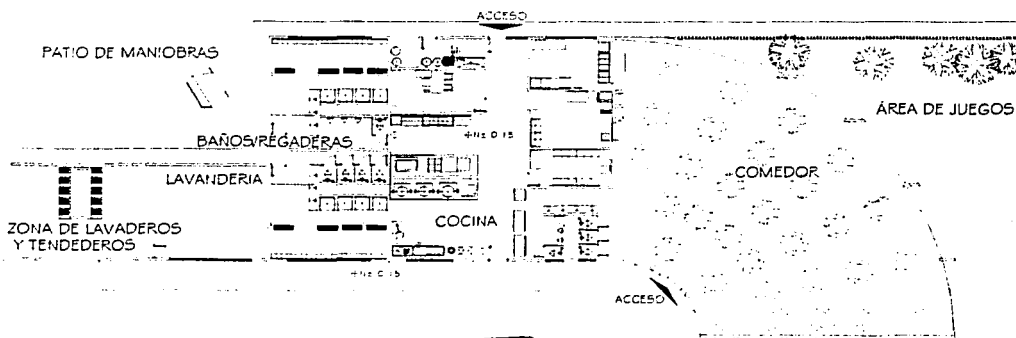 ACCESO
PATIO DE MANIOBRAS
ÁREA DE JUEGOS
BAÑOS/REGADERAS
LAVANDERIA
COMEDOR
COCINA
ZONA DE LAVADEROS
Y TENDEDEROS
ACCESO